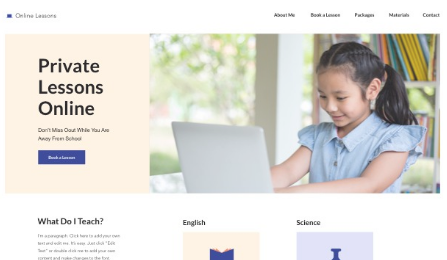 Online Lessons
About Me Book a Lesson Packages Materials Contact
Private
Lessons
Online
Don't Miss Oout While You Are
Away From School
Book a Lesson
What Do I Teach?
English
Science
I'm a paragraph. Click here to add your own
text and edit me. It's easy. Just click "Edit
Text" or double click me to add your own
content and make changes to the font.